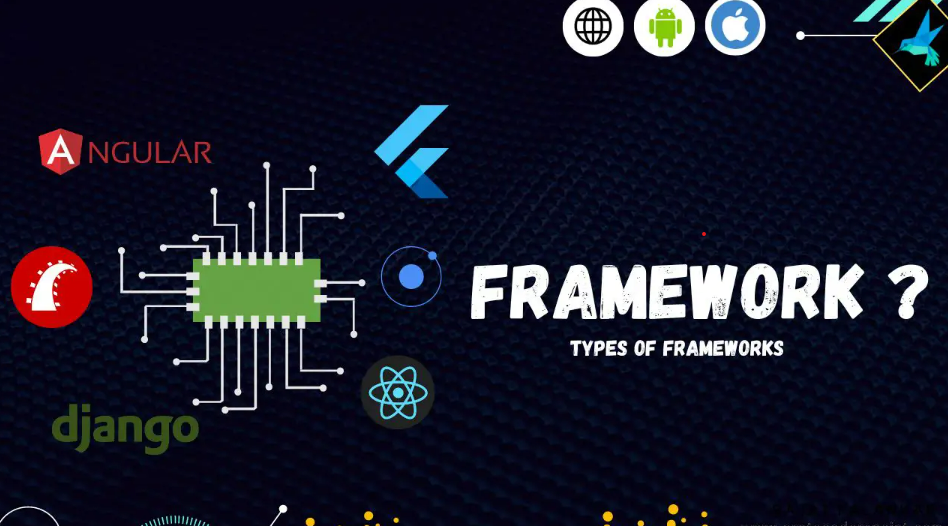 ANGULAR
FRAMEWORK ?
TYPES OF FRAMEWORKS
django